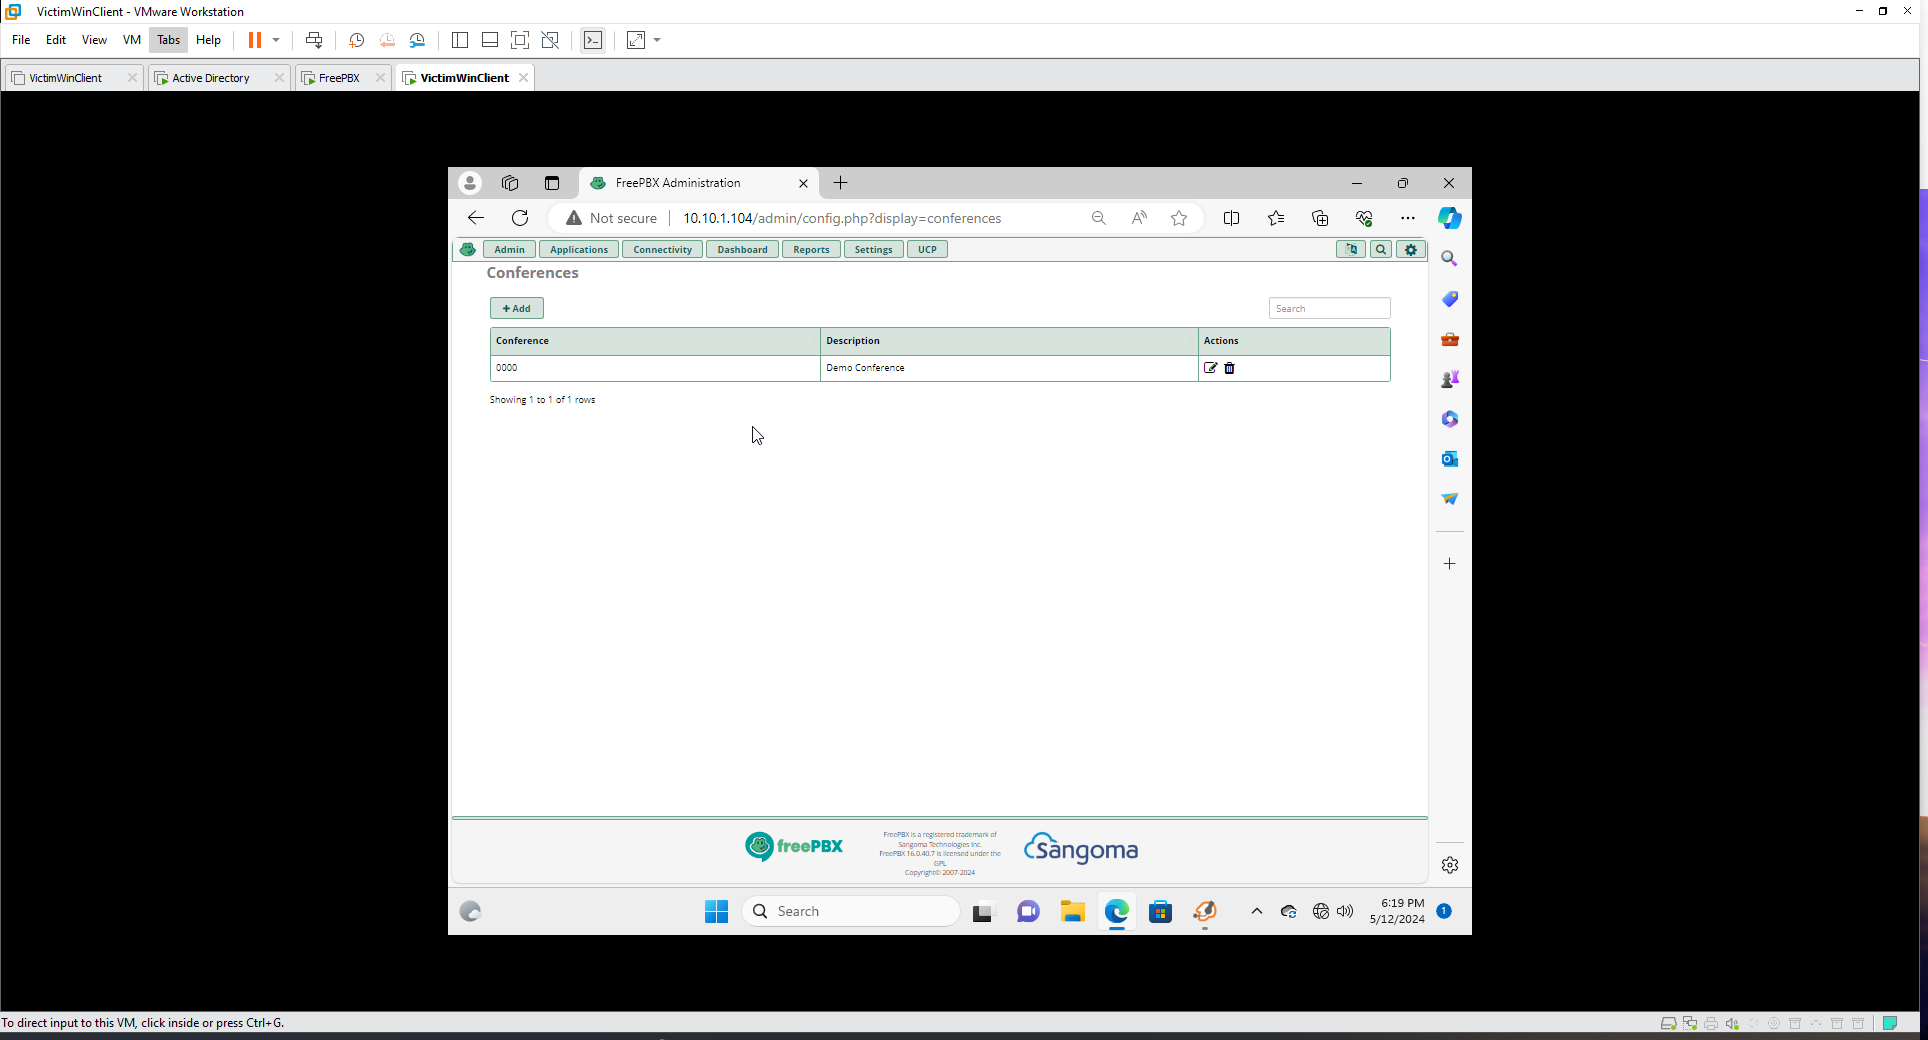 VictimWinClient - VMware Workstation
File Edit View VM Tabs Help
VictimWinClient Active Directory FreePBX VictimWinClient
FreePBX Administration
Not secure 10.10.1.104/admin/config.php?display=conferences
Admin Applications Connectivity Dashboard Reports Settings UCP
Conferences
+ Add Search
Conference Description Actions
0000 Demo Conference
Showing 1 to 1 of 1 rows
freePBX
FreePBX is a registered trademark of
Sangoma Technologies Inc.
FreePBX 16.0.40.7 is licensed under the
GPL
Copyright© 2007-2024
Sangoma
Search
6:19 PM
5/12/2024
1
To direct input to this VM, click inside or press Ctrl+G.